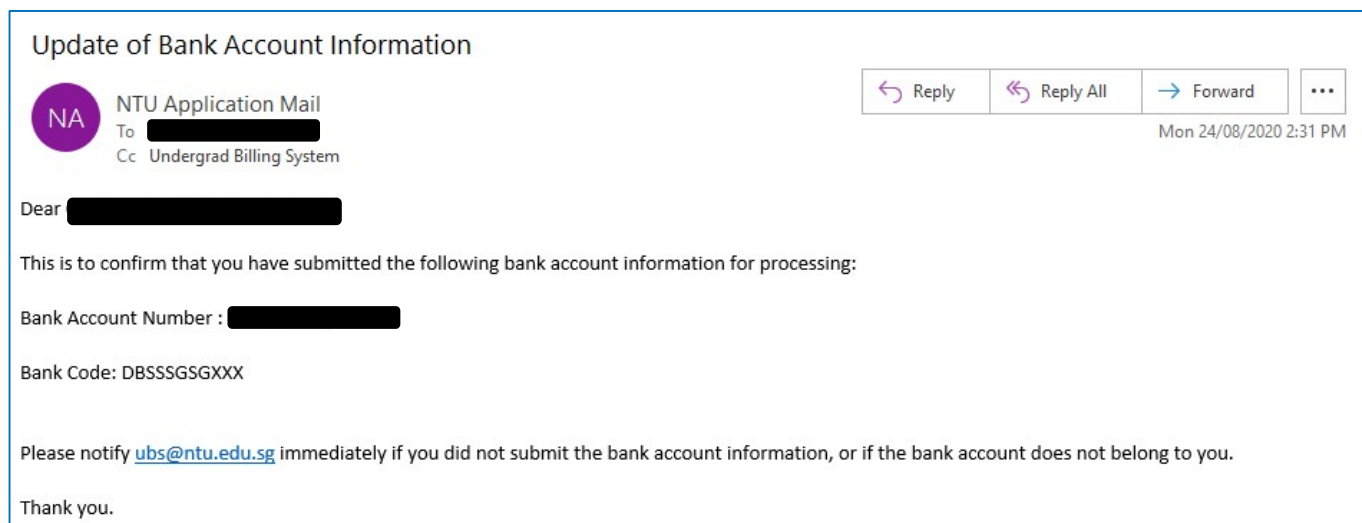 Update of Bank Account Information
NA
NTU Application Mail
To
Cc Undergrad Billing System
Reply
Reply All
Forward
Mon 24/08/2020 2:31 PM
Dear
This is to confirm that you have submitted the following bank account information for processing:
Bank Account Number :
Bank Code: DBSSSGSGXXX
Please notify ubs@ntu.edu.sg immediately if you did not submit the bank account information, or if the bank account does not belong to you.
Thank you.